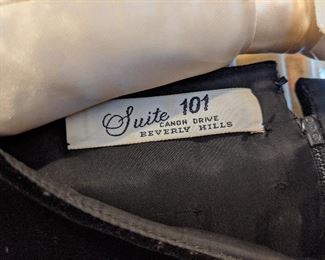 Suite 101
CANON DRIVE
BEVERLY HILLS